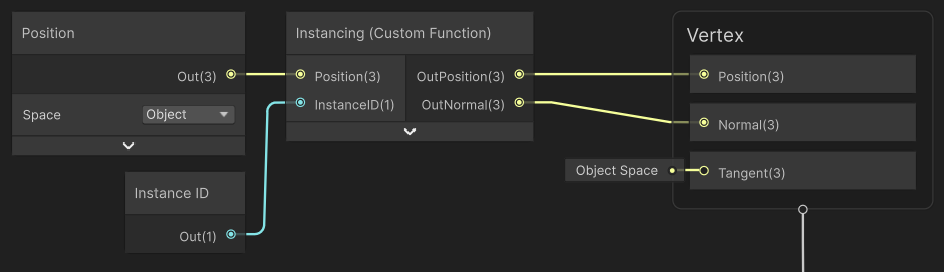 Position
Out(3)
Space
Object
Instance ID
Out(1)
Instancing (Custom Function)
Position(3)
OutPosition(3)
InstanceID(1)
OutNormal(3)
Vertex
Position(3)
Normal(3)
Object Space
Tangent(3)